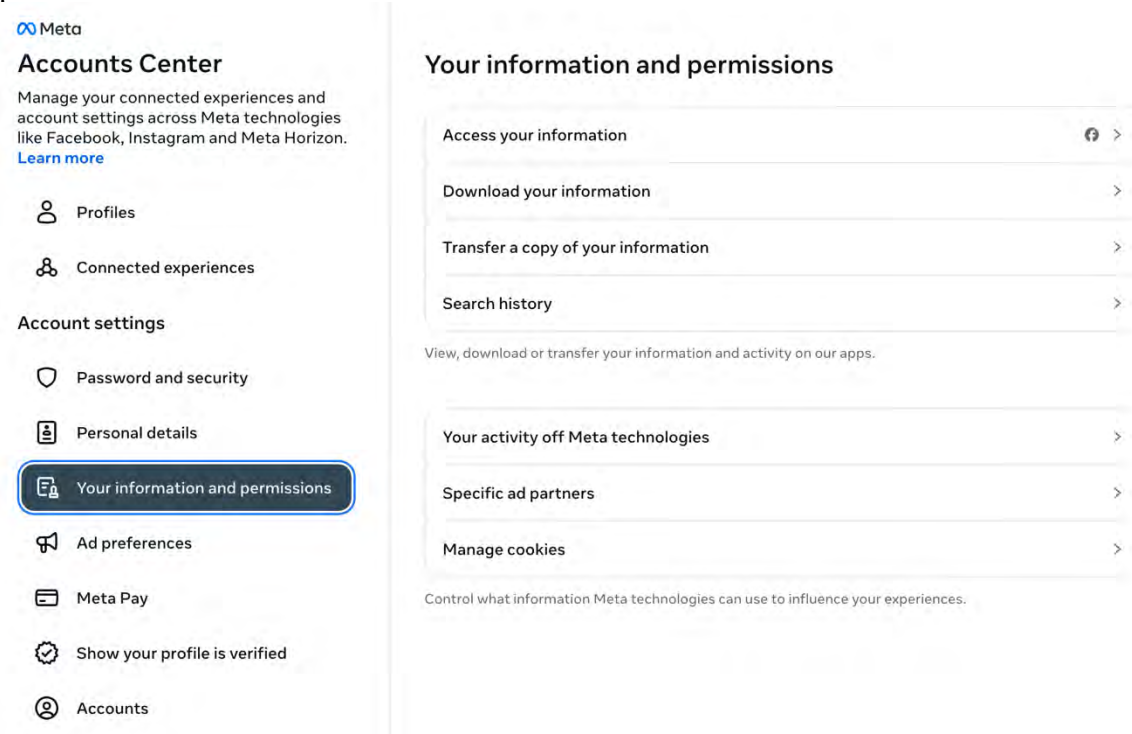 Meta
Accounts Center
Manage your connected experiences and
account settings across Meta technologies
like Facebook, Instagram and Meta Horizon.
Learn more
Profiles
Connected experiences
Account settings
Password and security
Personal details
Your information and permissions
Ad preferences
Meta Pay
Show your profile is verified
Accounts
Your information and permissions
Access your information
Download your information
Transfer a copy of your information
Search history
View, download or transfer your information and activity on our apps.
Your activity off Meta technologies
Specific ad partners
Manage cookies
Control what information Meta technologies can use to influence your experiences.